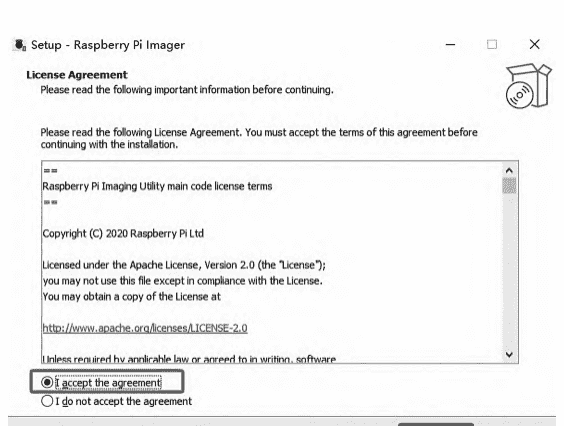 Setup - Raspberry Pi Imager
License Agreement
Please read the following important information before continuing.
Please read the following License Agreement. You must accept the terms of this agreement before
continuing with the installation.
==
Raspberry Pi Imaging Utility main code license terms
==
Copyright (C) 2020 Raspberry Pi Ltd
Licensed under the Apache License, Version 2.0 (the "License");
you may not use this file except in compliance with the License.
You may obtain a copy of the License at
http://www.apache.org/licenses/LICENSE-2.0
Unless required by applicable law or agreed to in writing, software
I accept the agreement
I do not accept the agreement